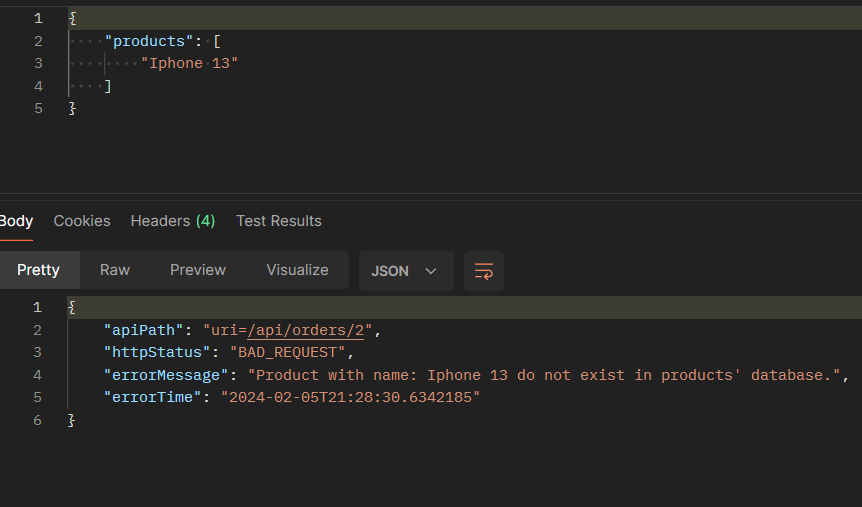 1 {
2 "products": [
3 "Iphone 13"
4 ]
5 }
Body Cookies Headers (4) Test Results
Pretty Raw Preview Visualize JSON
1 {
2 "apiPath": "uri=/api/orders/2",
3 "httpStatus": "BAD_REQUEST",
4 "errorMessage": "Product with name: Iphone 13 do not exist in products' database.",
5 "errorTime": "2024-02-05T21:28:30.6342185"
6 }